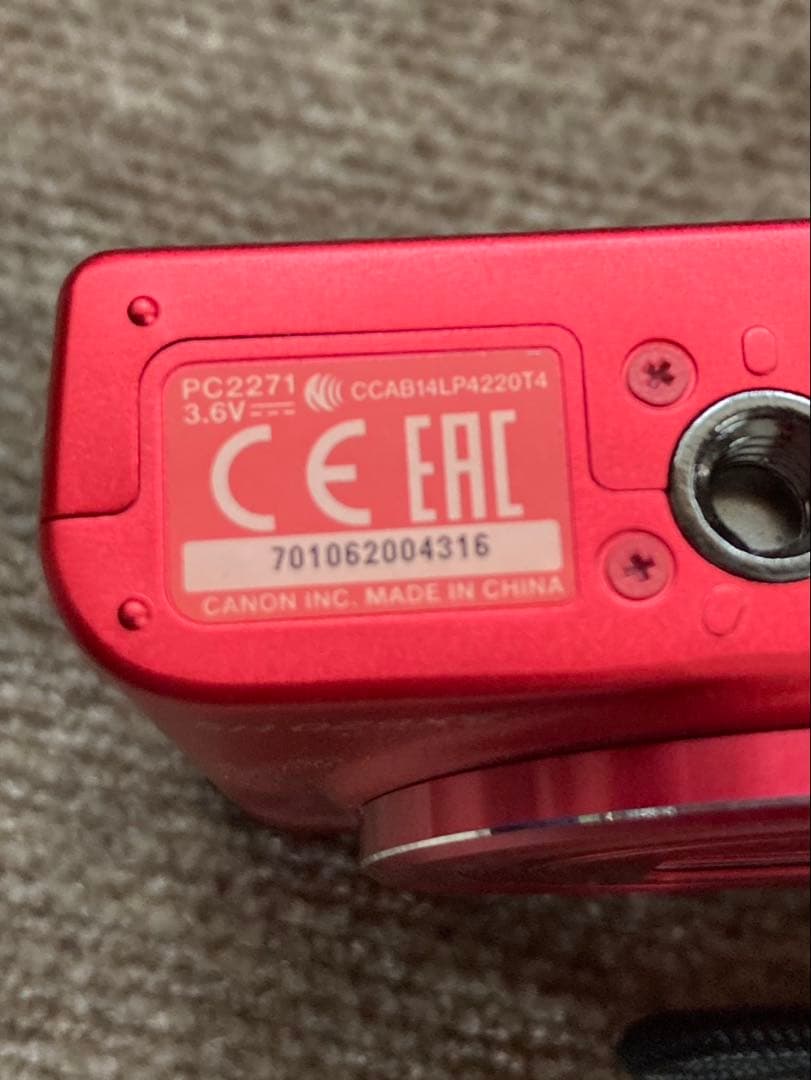 PC2271 CCAB14LP4220T4
3.6V
CE EAC
701062004316
CANON INC. MADE IN CHINA